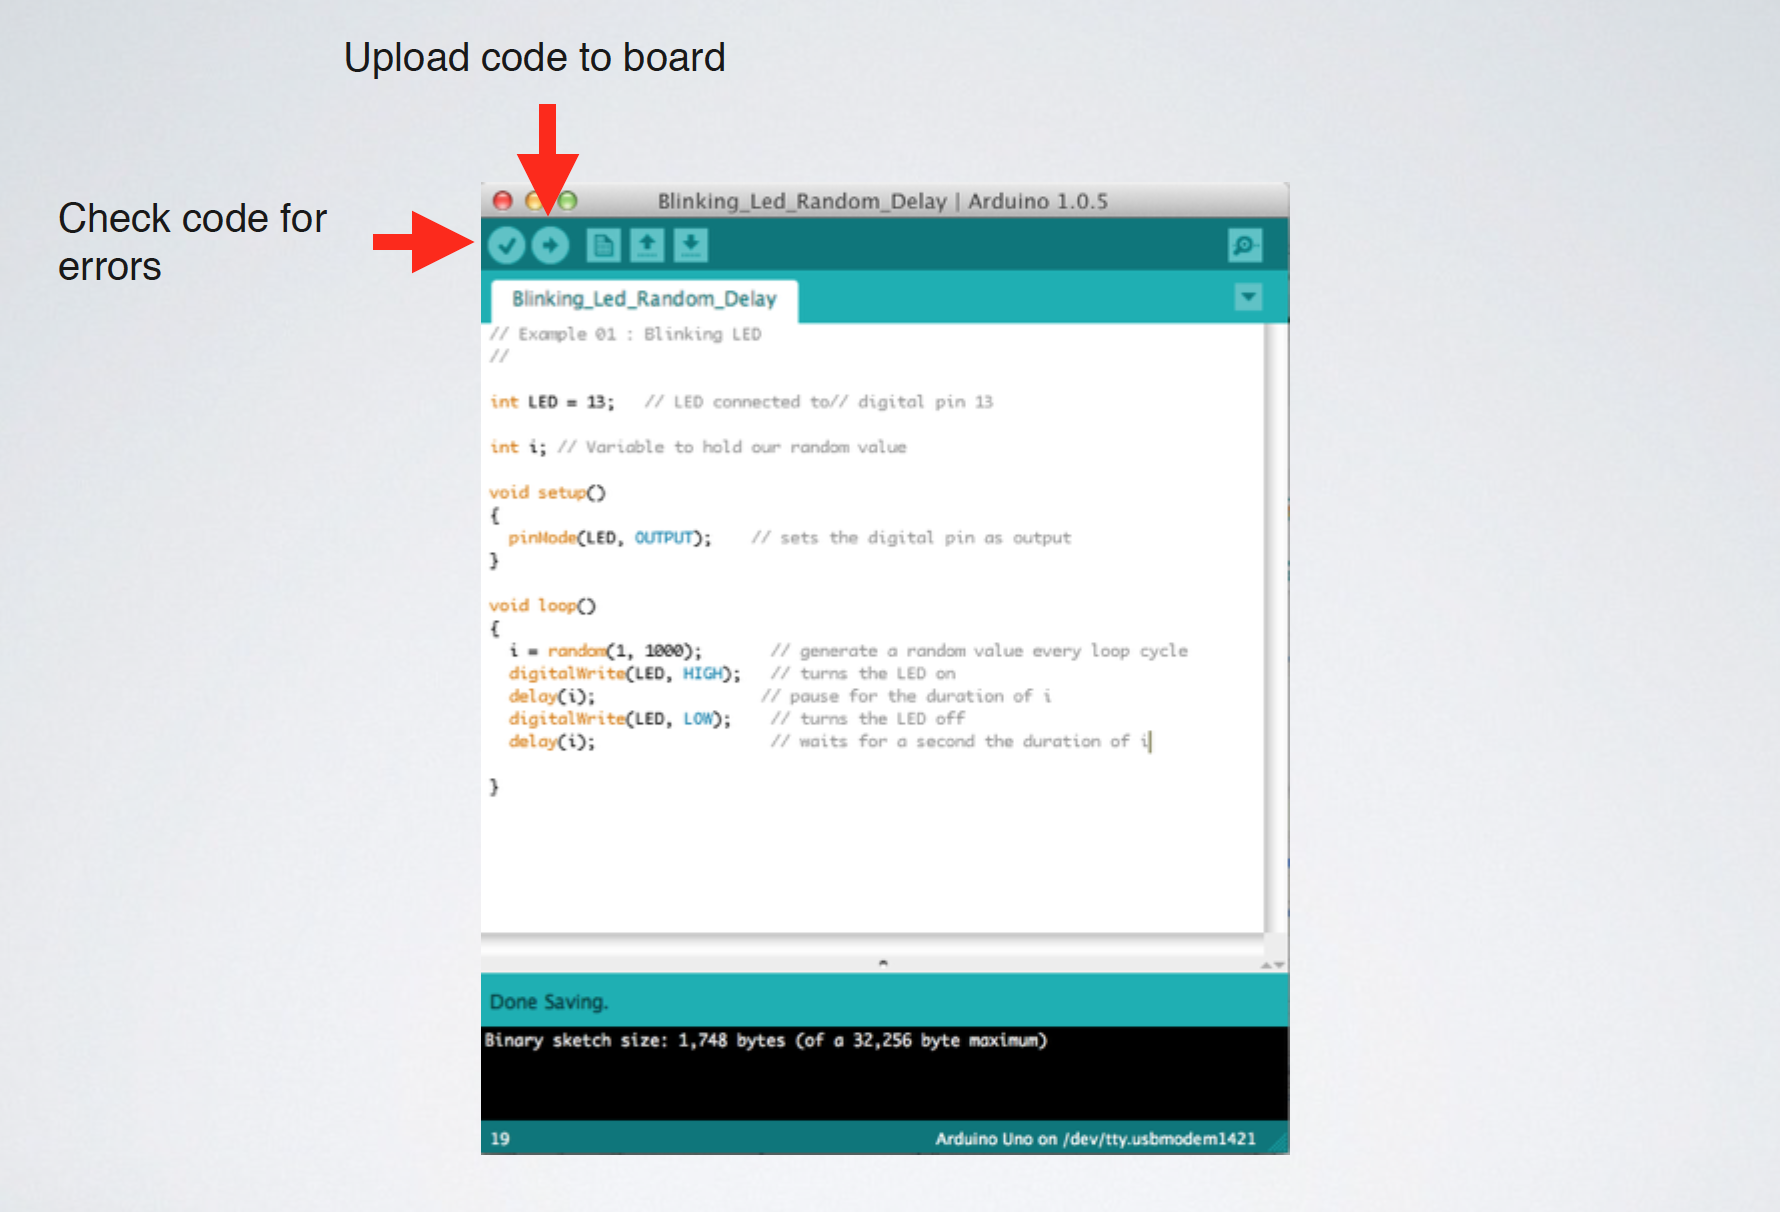 Upload code to board
Check code for
errors
Blinking_Led_Random_Delay | Arduino 1.0.5
Blinking_Led_Random_Delay
// Example 01 : Blinking LED
//
int LED = 13;   // LED connected to// digital pin 13
int i; // Variable to hold our random value
void setup()
{
  pinMode(LED, OUTPUT);    // sets the digital pin as output
}
void loop()
{
  i = random(1, 1000);       // generate a random value every loop cycle
  digitalWrite(LED, HIGH);   // turns the LED on
  delay(i);                 // pause for the duration of i
  digitalWrite(LED, LOW);    // turns the LED off
  delay(i);                  // waits for a second the duration of i
}
Done Saving.
Binary sketch size: 1,748 bytes (of a 32,256 byte maximum)
19 Arduino Uno on /dev/tty.usbmodem1421